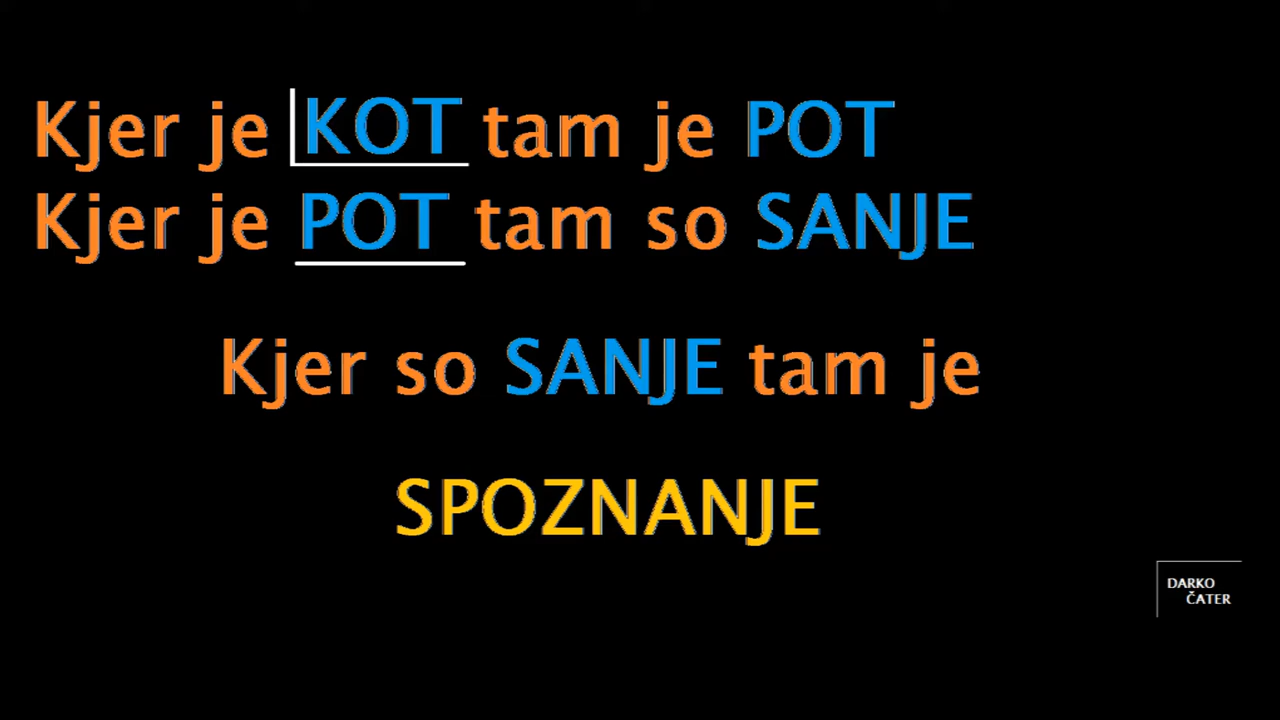 Kjer je KOT tam je POT
Kjer je POT tam so SANJE
Kjer so SANJE tam je
SPOZNANJE
DARKO
ČATER